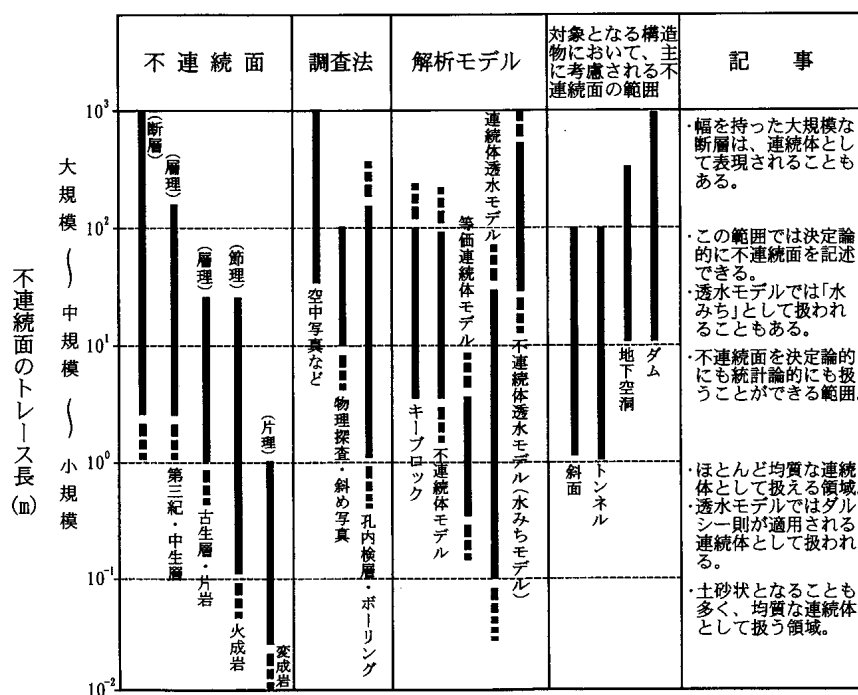 不連続面
調査法
解析モデル
対象となる構造
物において、主
に考慮される不
連続面の範囲
記事
不連続面のトレース長(m)
大規模〜中規模〜小規模
10³
10²
10¹
10⁰
10⁻¹
10⁻²
(断層)
(層理)
第三紀・中生層
(層理)
古生層・片岩
(節理)
火成岩
(片理)
変成岩
空中写真など
物理探査・斜め写真
孔内検層・ボーリング
キーブロック
不連続体モデル
等価連続体モデル
連続体透水モデル
不連続体透水モデル(水みちモデル)
斜面
トンネル
地下空洞
ダム
・幅を持った大規模な
断層は、連続体とし
て表現されることも
ある。
・この範囲では決定論
的に不連続面を記述
できる。
・透水モデルでは「水
みち」として扱われ
ることもある。
・不連続面を決定論的
にも統計論的にも扱
うことができる範囲。
・ほとんど均質な連続
体として扱える領域。
・透水モデルではダル
シー則が適用される
連続体として扱われ
る。
・土砂状となることも
多く、均質な連続体
として扱う領域。